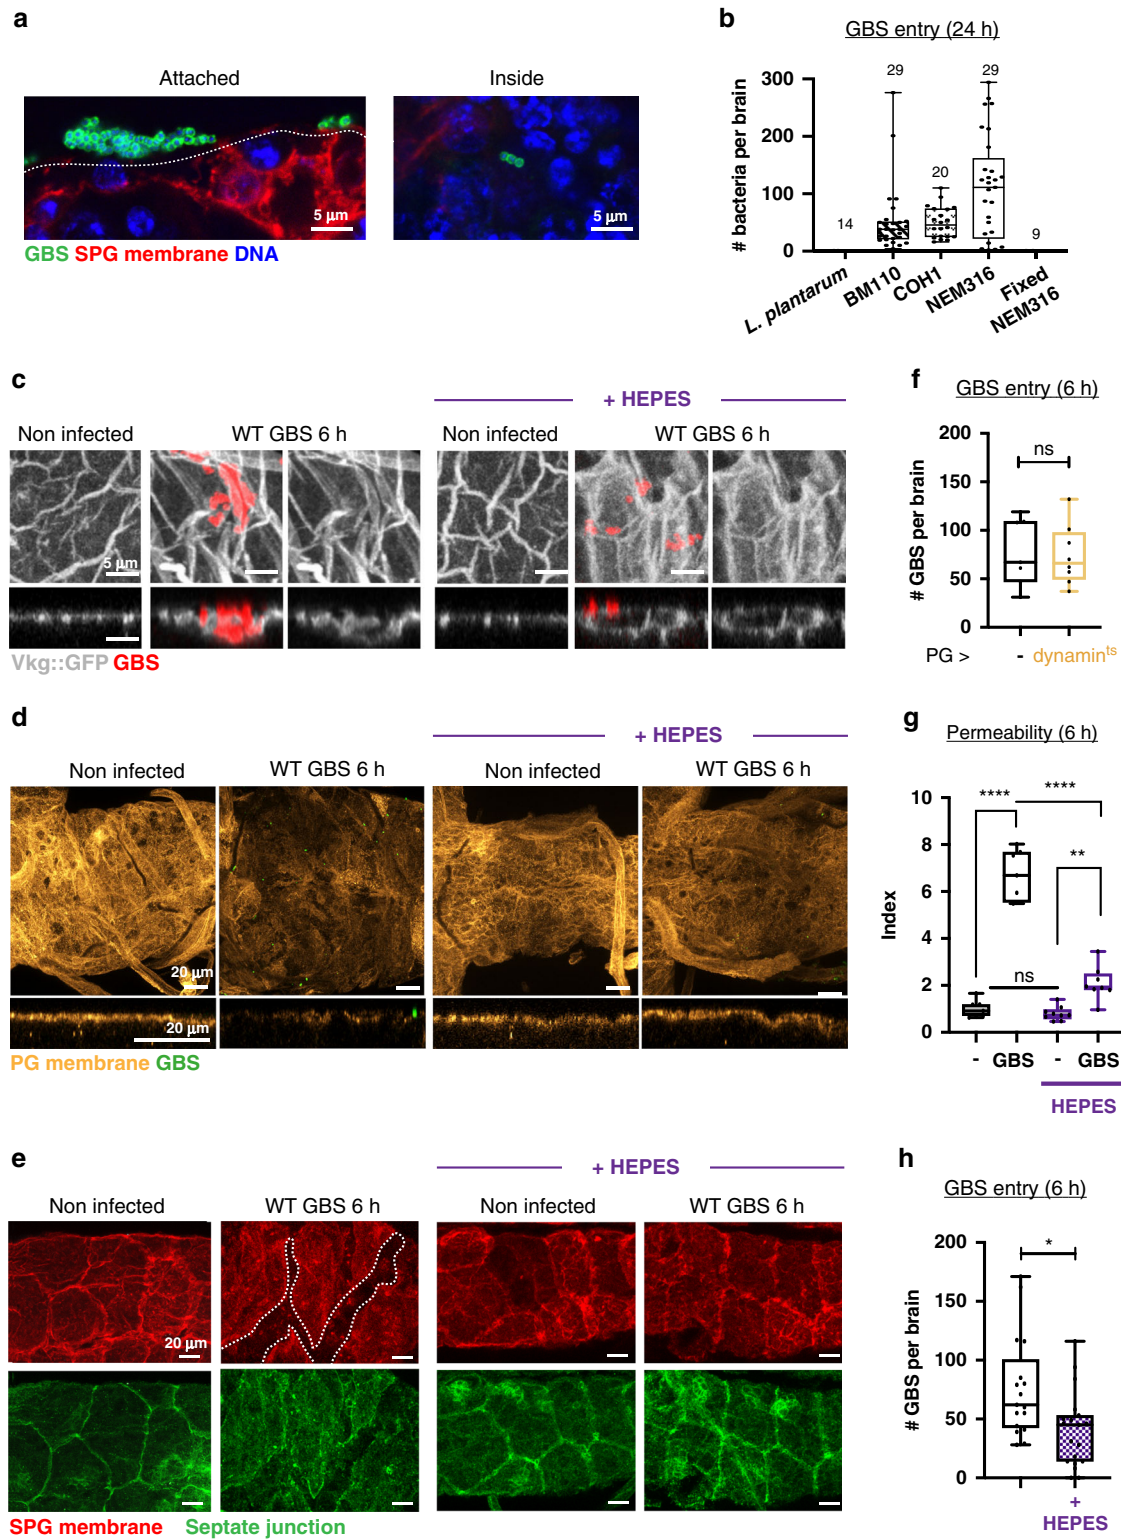 a
Attached
Inside
5 µm
5 µm
GBS SPG membrane DNA
b
GBS entry (24 h)
# bacteria per brain
300
200
100
0
14
29
20
29
9
L. plantarum
BM110
COH1
NEM316
Fixed
NEM316
c
+ HEPES
Non infected
WT GBS 6 h
Non infected
WT GBS 6 h
5 µm
Vkg::GFP GBS
f
GBS entry (6 h)
# GBS per brain
200
150
100
50
0
ns
PG >
-
dynamin^ts
d
+ HEPES
Non infected
WT GBS 6 h
Non infected
WT GBS 6 h
20 µm
20 µm
PG membrane GBS
g
Permeability (6 h)
Index
10
8
6
4
2
0
****
****
**
ns
- GBS - GBS
HEPES
e
+ HEPES
Non infected
WT GBS 6 h
Non infected
WT GBS 6 h
20 µm
SPG membrane Septate junction
h
GBS entry (6 h)
# GBS per brain
200
150
100
50
0
*
+
HEPES